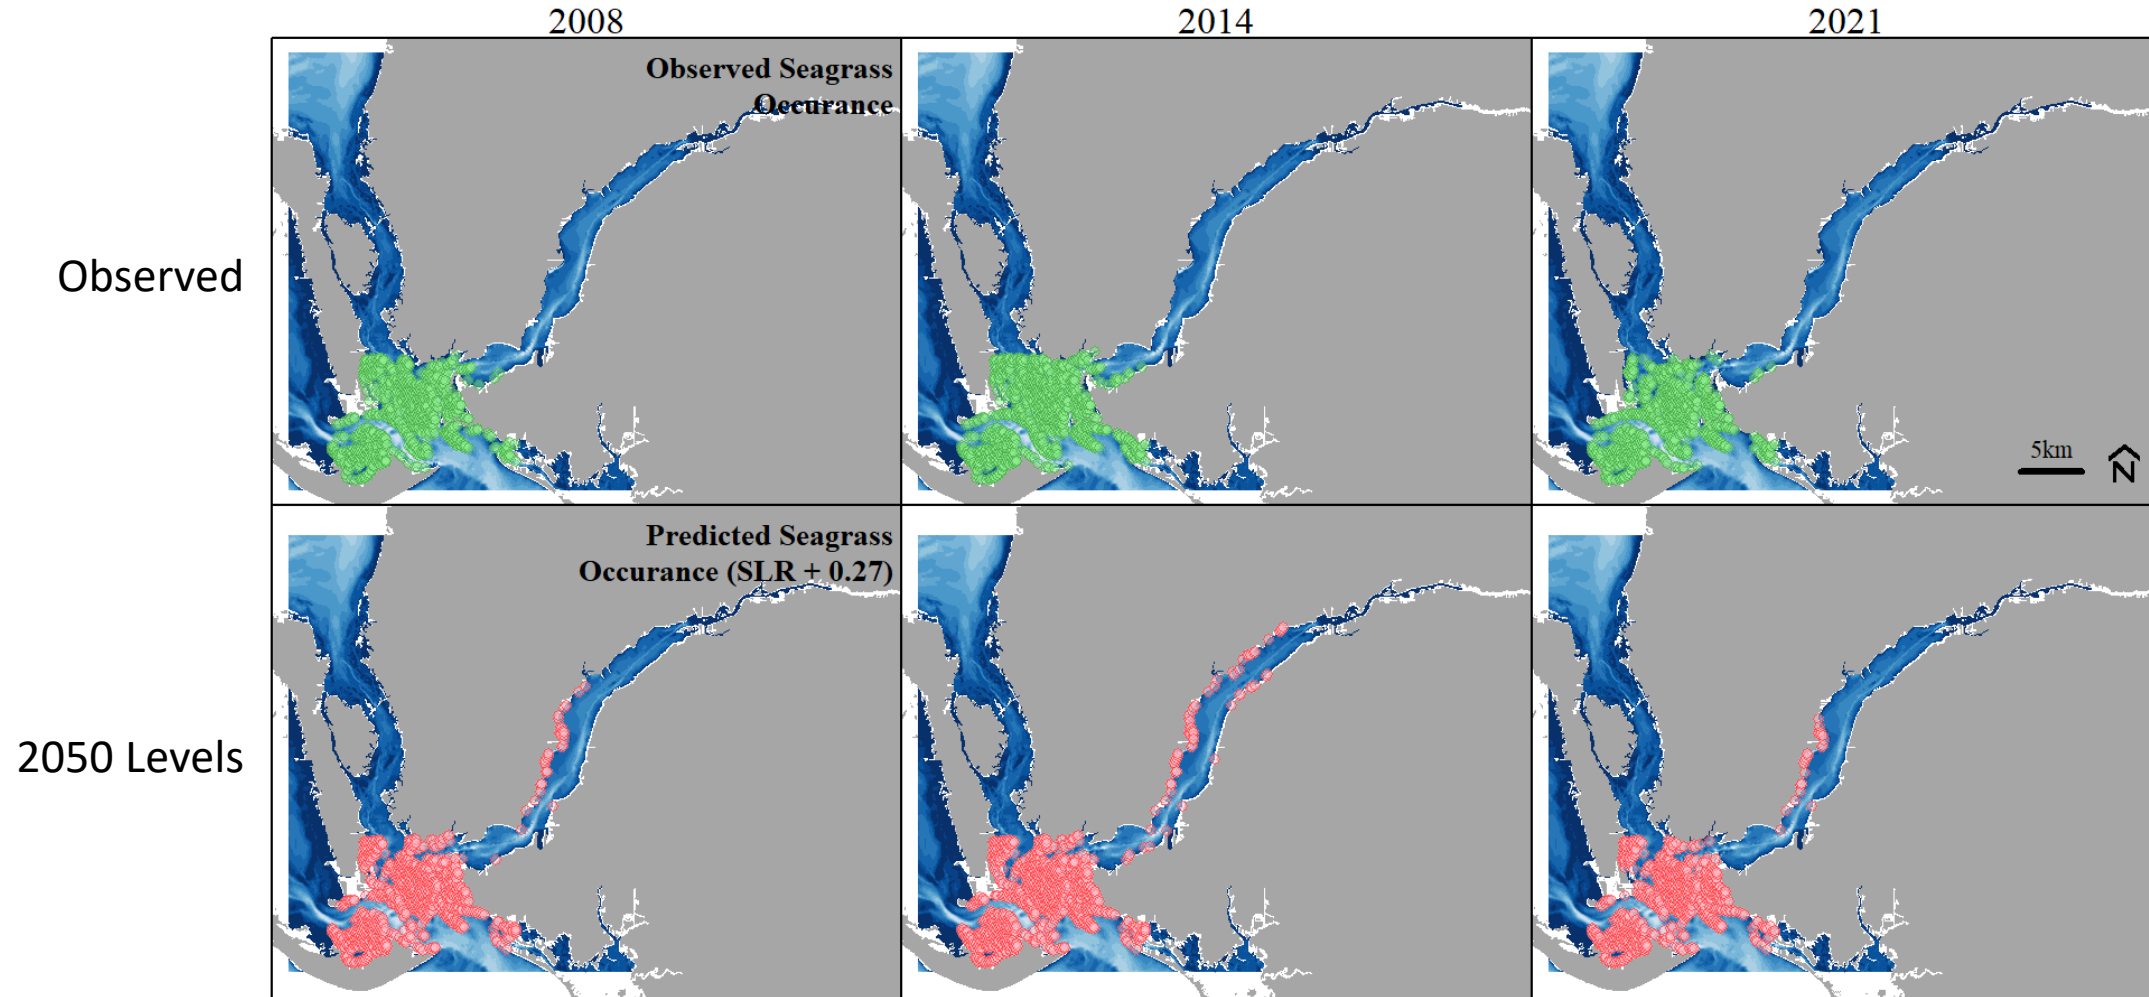 2008
2014
2021
Observed
Observed Seagrass
Occurance
5km
N
2050 Levels
Predicted Seagrass
Occurance (SLR + 0.27)